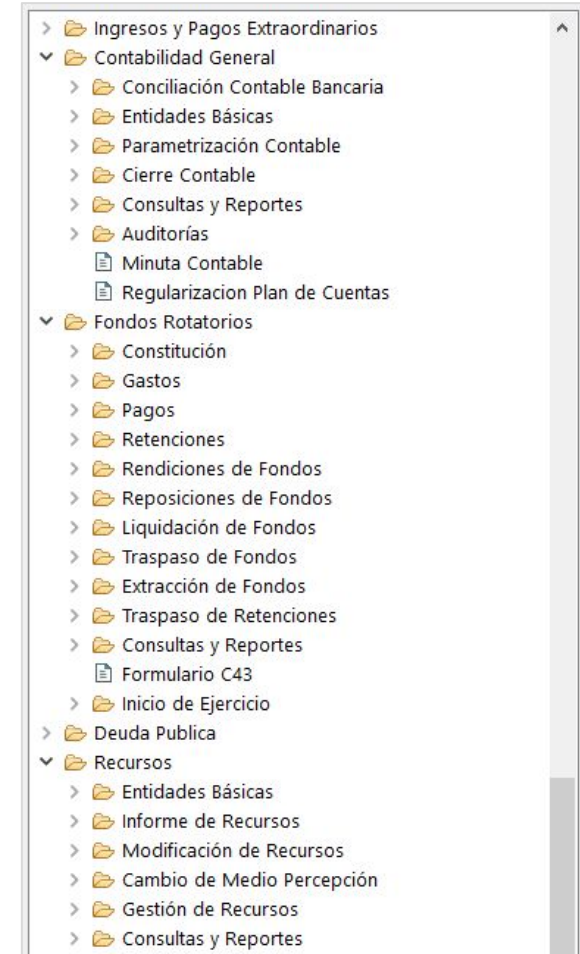 Ingresos y Pagos Extraordinarios
Contabilidad General
Conciliación Contable Bancaria
Entidades Básicas
Parametrización Contable
Cierre Contable
Consultas y Reportes
Auditorías
Minuta Contable
Regularizacion Plan de Cuentas
Fondos Rotatorios
Constitución
Gastos
Pagos
Retenciones
Rendiciones de Fondos
Reposiciones de Fondos
Liquidación de Fondos
Traspaso de Fondos
Extracción de Fondos
Traspaso de Retenciones
Consultas y Reportes
Formulario C43
Inicio de Ejercicio
Deuda Publica
Recursos
Entidades Básicas
Informe de Recursos
Modificación de Recursos
Cambio de Medio Percepción
Gestión de Recursos
Consultas y Reportes